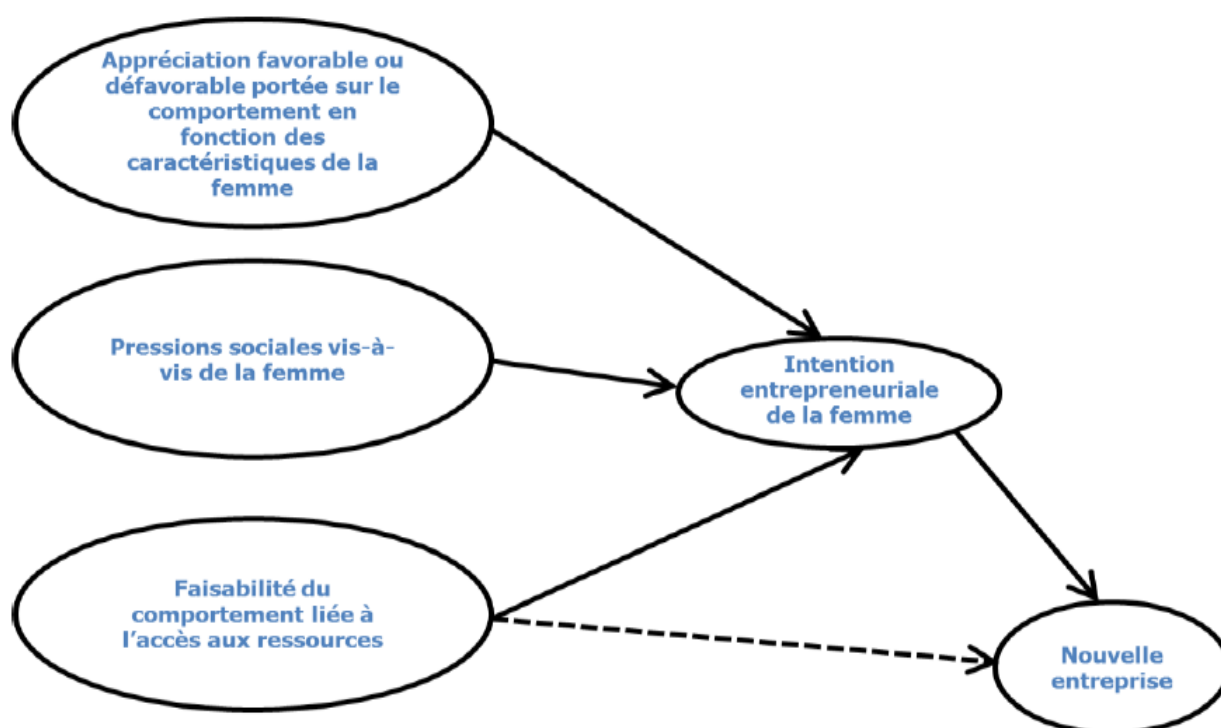 Appréciation favorable ou
défavorable portée sur le
comportement en
fonction des
caractéristiques de la
femme
Pressions sociales vis-à-
vis de la femme
Intention
entrepreneuriale
de la femme
Faisabilité du
comportement liée à
l'accès aux ressources
Nouvelle
entreprise